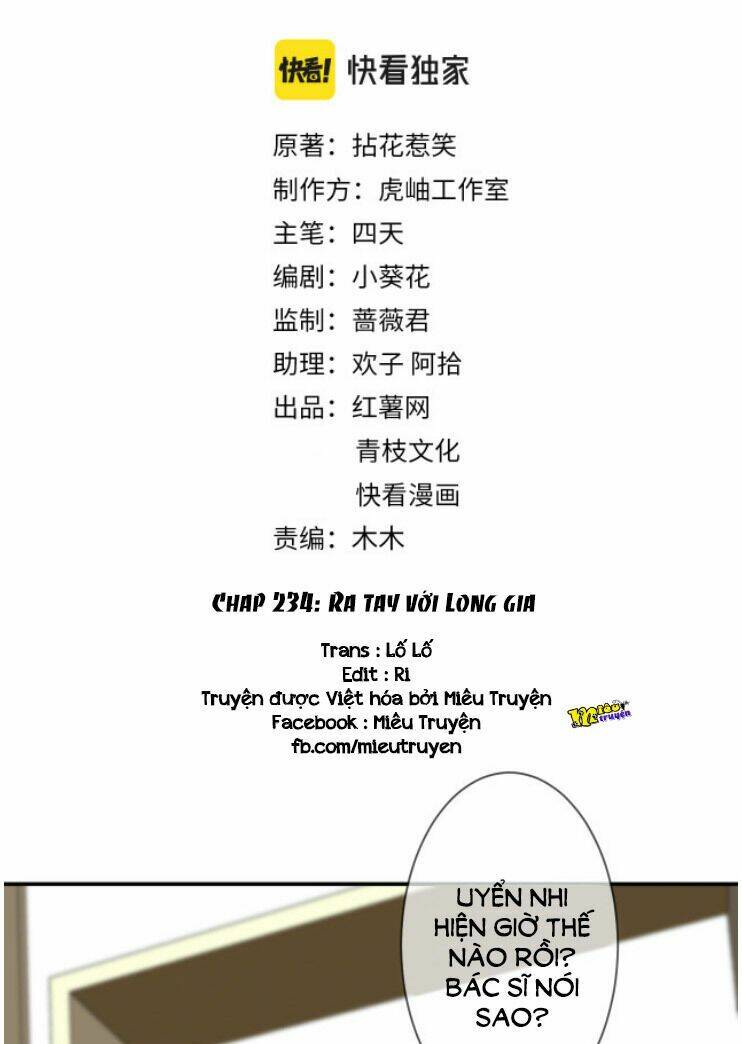 快看! 快看独家
原著：拈花惹笑
制作方：虎岫工作室
主笔：四天
编剧：小葵花
监制：蔷薇君
助理：欢子 阿拾
出品：红薯网
青枝文化
快看漫画
责编：木木
CHAP 234: RA TAY VỚI LONG GIA
Trans : Lố Lố
Edit : Ri
Truyện được Việt hóa bởi Miêu Truyện
Facebook : Miêu Truyện
fb.com/mieutruyen
Miêu
truyện
UYỂN NHI
HIỆN GIỜ THẾ
NÀO RỒI?
BÁC SĨ NÓI
SAO?